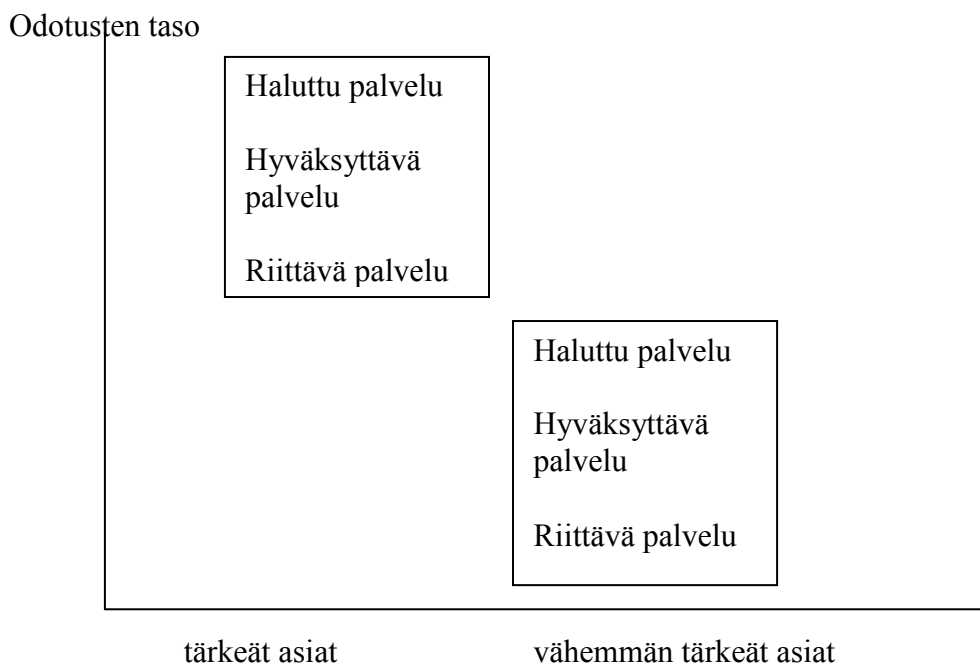 Odotusten taso
Haluttu palvelu
Hyväksyttävä
palvelu
Riittävä palvelu
Haluttu palvelu
Hyväksyttävä
palvelu
Riittävä palvelu
tärkeät asiat
vähemmän tärkeät asiat